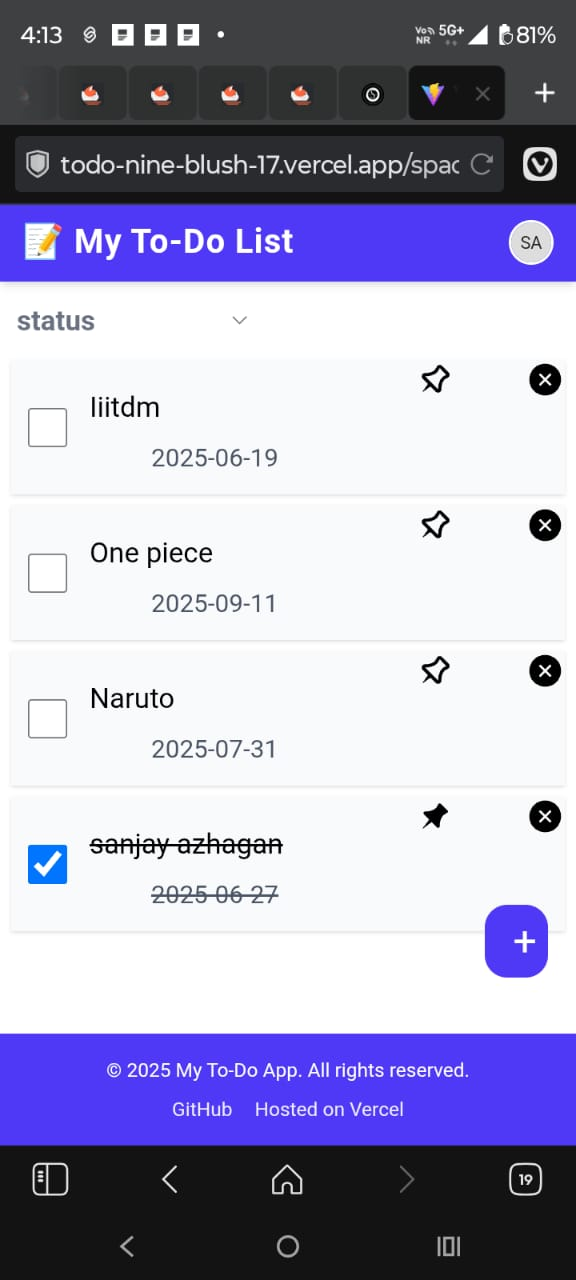 4:13
Vo))
NR
5G+
81%
todo-nine-blush-17.vercel.app/spac
📝 My To-Do List
SA
status
Iiitdm
2025-06-19
One piece
2025-09-11
Naruto
2025-07-31
sanjay azhagan
2025-06-27
+
© 2025 My To-Do App. All rights reserved.
GitHub Hosted on Vercel
19